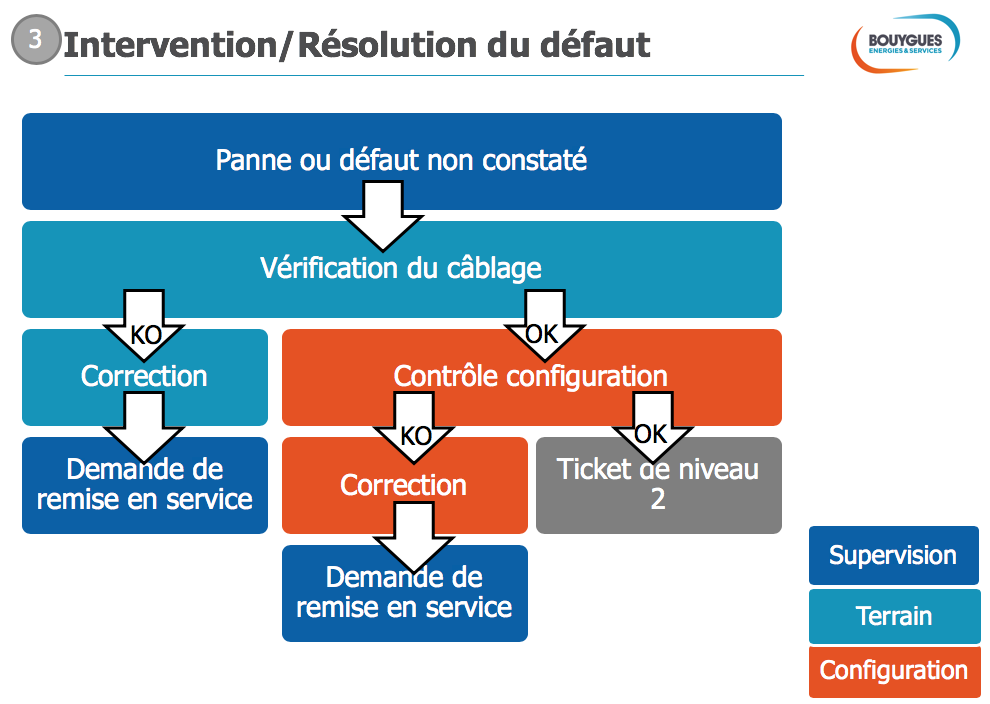 3
Intervention/Résolution du défaut
BOUYGUES
ENERGIES & SERVICES
Panne ou défaut non constaté
Vérification du câblage
KO
OK
Correction
Contrôle configuration
KO
OK
Demande de
remise en service
Correction
Ticket de niveau
2
Demande de
remise en service
Supervision
Terrain
Configuration